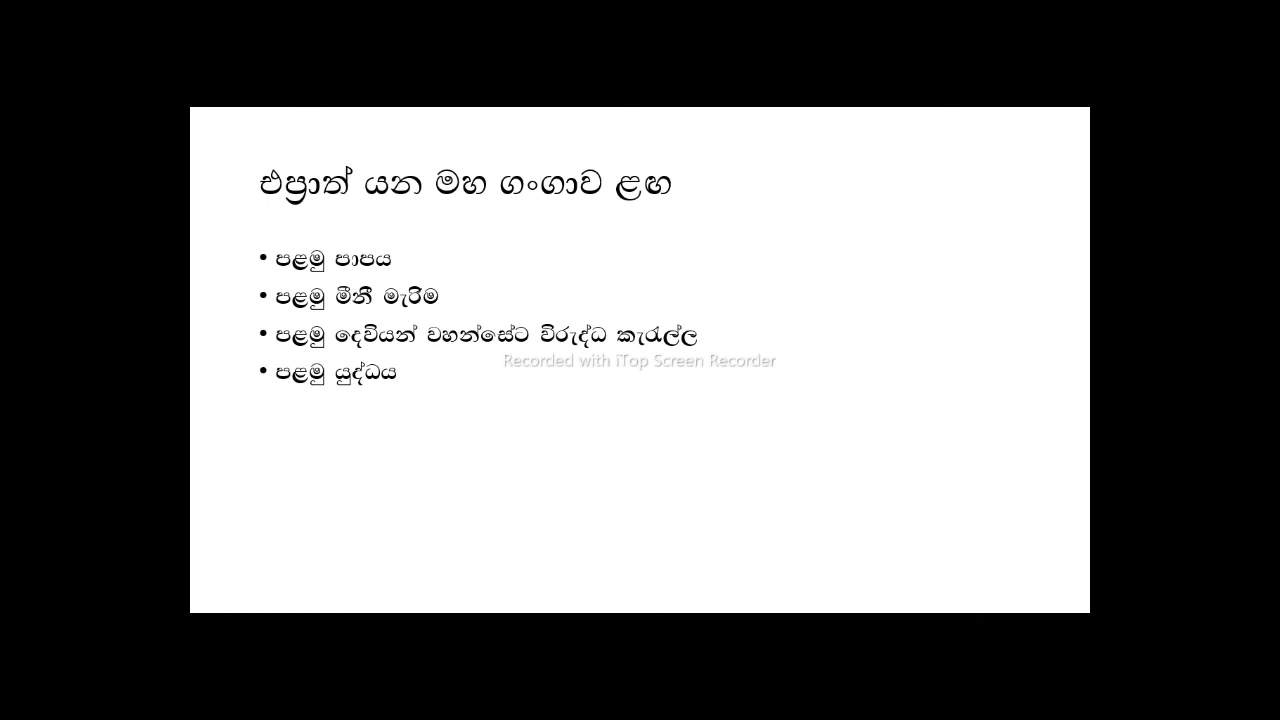 එප්‍රාත් යන මහ ගංගාව ළඟ
• පළමු පාපය
• පළමු මීනී මැරිම
• පළමු දෙවියන් වහන්සේට විරුද්ධ කැරැල්ල
Recorded with iTop Screen Recorder
• පළමු යුද්ධය